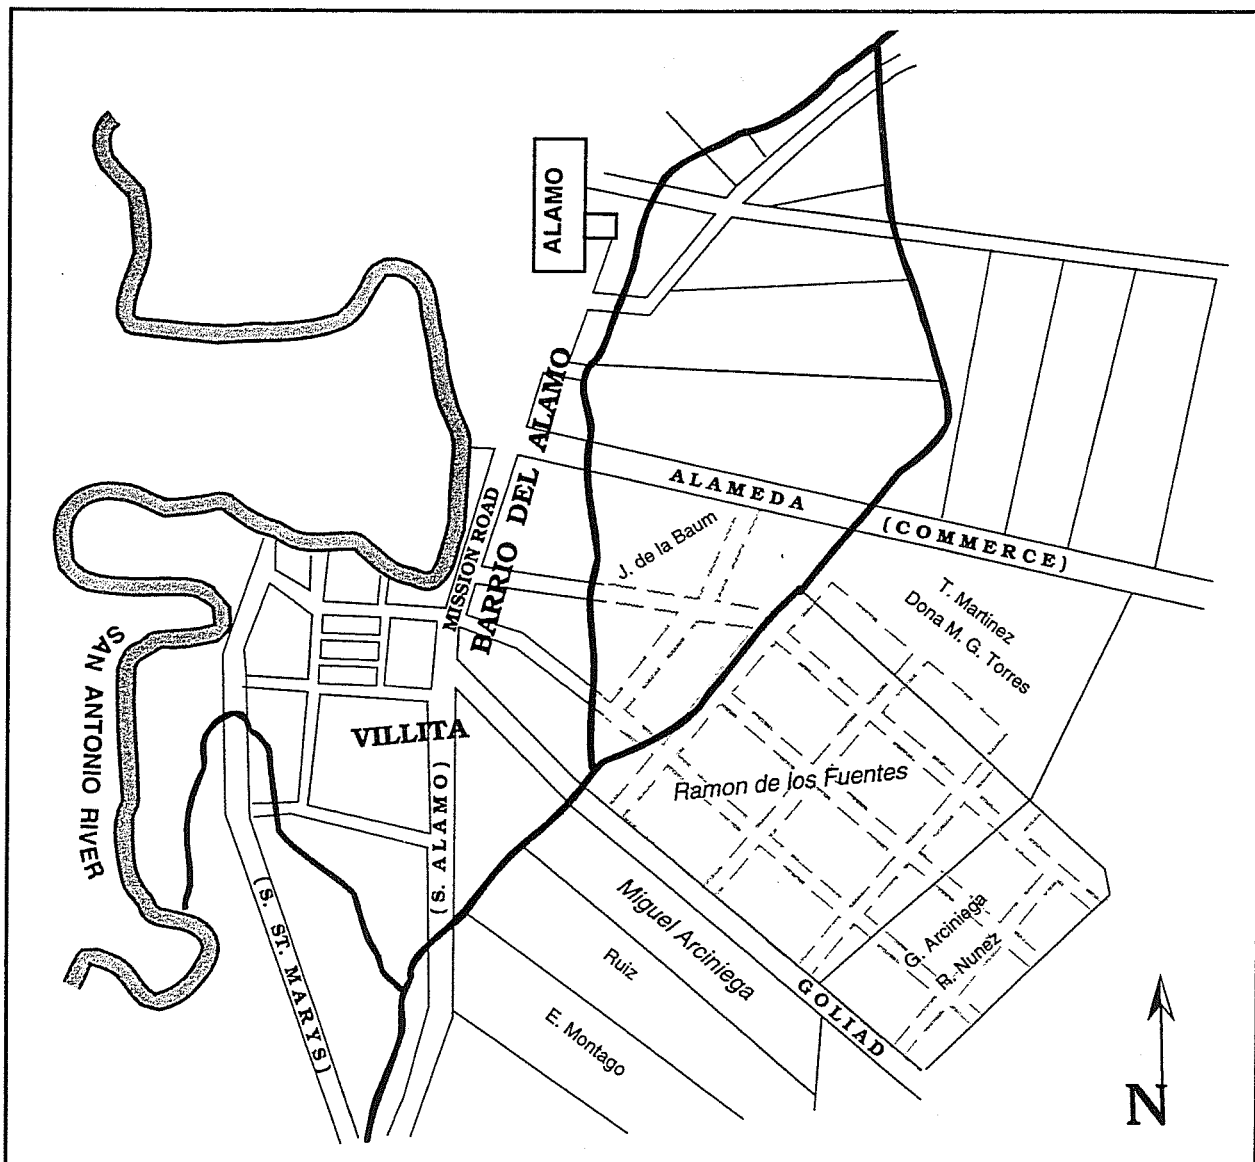 ALAMO
BARRIO DEL ALAMO
MISSION ROAD
ALAMEDA (COMMERCE)
J. de la Baum
T. Martinez
Dona M. G. Torres
SAN ANTONIO RIVER
VILLITA
(S. ALAMO)
Ramon de los Fuentes
(S. ST. MARYS)
Miguel Arciniega
G. Arciniega
R. Nunez
Ruiz
GOLIAD
E. Montago
N